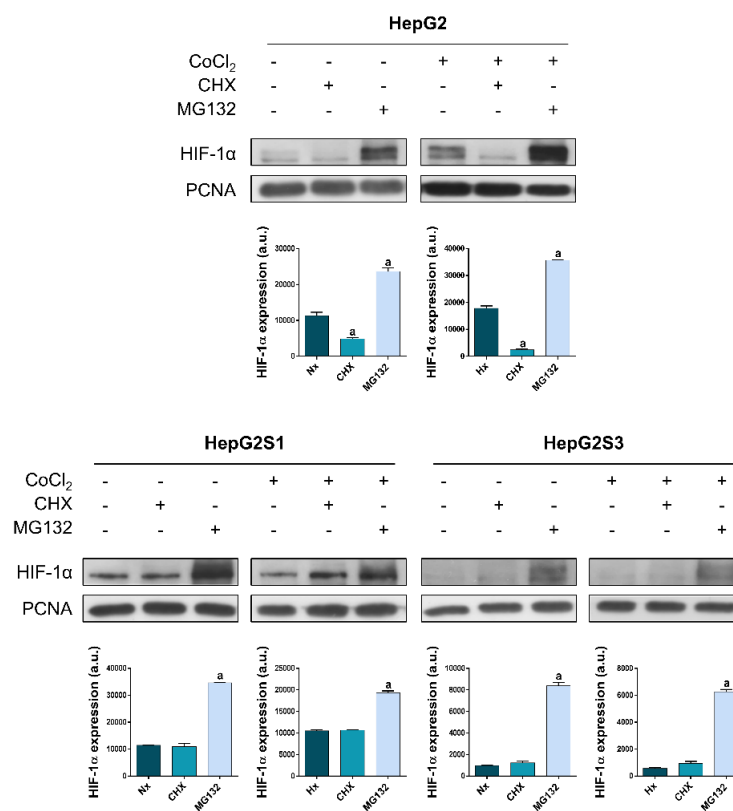 HepG2
CoCl₂ - - - + + +
CHX - + - - + -
MG132 - - + - - +
HIF-1α
PCNA
HIF-1α expression (a.u.)
30000
20000
10000
0
a
a
Nx CHX MG132
HIF-1α expression (a.u.)
40000
30000
20000
10000
0
a
a
Hx CHX MG132
HepG2S1 HepG2S3
CoCl₂ - - - + + + - - - + + +
CHX - + - - + - - + - - + -
MG132 - - + - - + - - + - - +
HIF-1α
PCNA
HIF-1α expression (a.u.)
40000
30000
20000
10000
0
a
Nx CHX MG132
HIF-1α expression (a.u.)
25000
20000
15000
10000
5000
0
a
Hx CHX MG132
HIF-1α expression (a.u.)
10000
8000
6000
4000
2000
0
a
Nx CHX MG132
HIF-1α expression (a.u.)
8000
6000
4000
2000
0
a
Hx CHX MG132